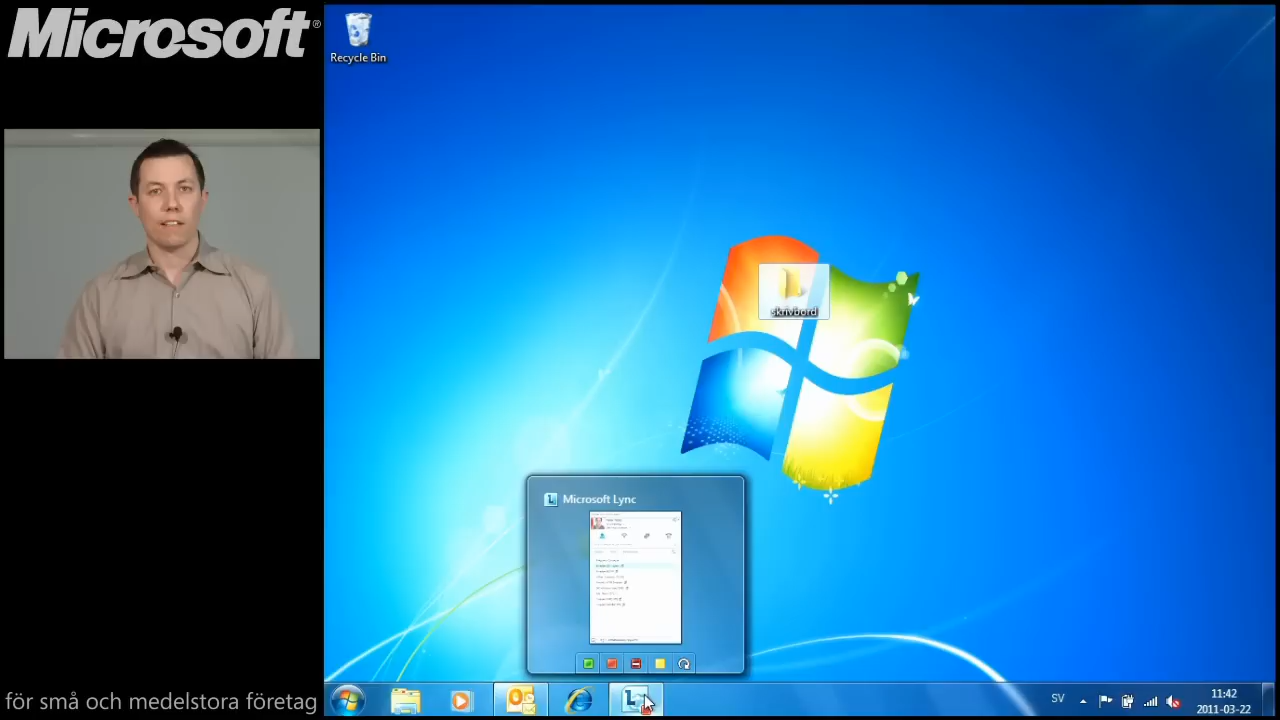 Microsoft®
Recycle Bin
skrivbord
Microsoft Lync
för små och medelstora företag
SV
11:42
2011-03-22